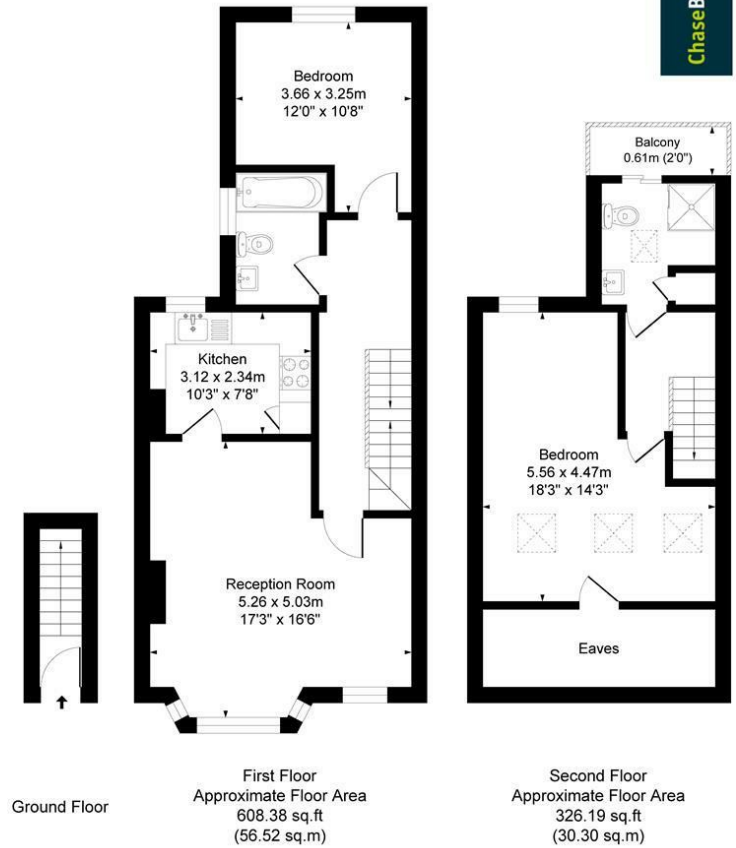 ChaseB
Bedroom
3.66 x 3.25m
12'0" x 10'8"
Balcony
0.61m (2'0")
Kitchen
3.12 x 2.34m
10'3" x 7'8"
Bedroom
5.56 x 4.47m
18'3" x 14'3"
Reception Room
5.26 x 5.03m
17'3" x 16'6"
Eaves
Ground Floor
First Floor
Approximate Floor Area
608.38 sq.ft
(56.52 sq.m)
Second Floor
Approximate Floor Area
326.19 sq.ft
(30.30 sq.m)